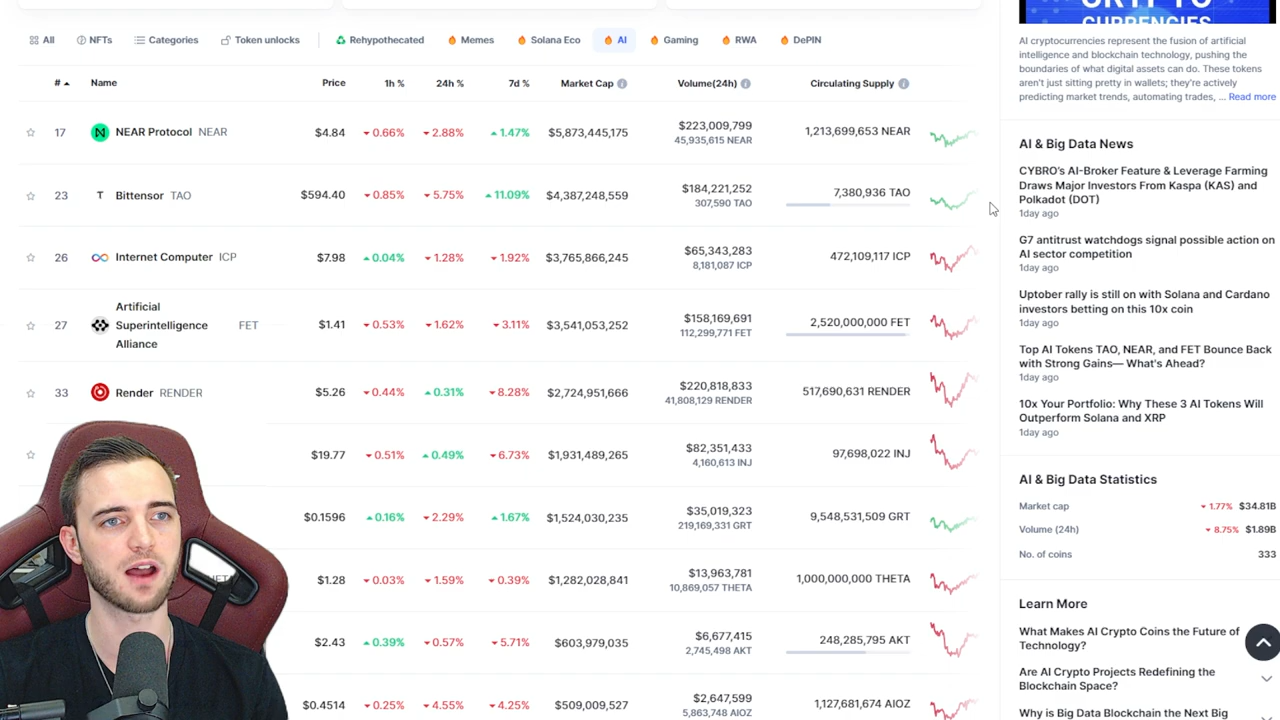 CRYPTO
CURRENCIES
All NFTs Categories Token unlocks Rehypothecated Memes Solana Eco AI Gaming RWA DePIN
# Name Price 1h % 24h % 7d % Market Cap Volume(24h) Circulating Supply
17 NEAR Protocol NEAR $4.84 0.66% 2.88% 1.47% $5,873,445,175 $223,009,799 1,213,699,653 NEAR
45,935,615 NEAR
23 T Bittensor TAO $594.40 0.85% 5.75% 11.09% $4,387,248,559 $184,221,252 7,380,936 TAO
307,590 TAO
26 Internet Computer ICP $7.98 0.04% 1.28% 1.92% $3,765,866,245 $65,343,283 472,109,117 ICP
8,181,087 ICP
Artificial
27 Superintelligence FET $1.41 0.53% 1.62% 3.11% $3,541,053,252 $158,169,691 2,520,000,000 FET
Alliance 112,299,771 FET
33 Render RENDER $5.26 0.44% 0.31% 8.28% $2,724,951,666 $220,818,833 517,690,631 RENDER
41,808,129 RENDER
$19.77 0.51% 0.49% 6.73% $1,931,489,265 $82,351,433 97,698,022 INJ
4,160,613 INJ
$0.1596 0.16% 2.29% 1.67% $1,524,030,235 $35,019,323 9,548,531,509 GRT
219,169,331 GRT
$1.28 0.03% 1.59% 0.39% $1,282,028,841 $13,963,781 1,000,000,000 THETA
10,869,057 THETA
$2.43 0.39% 0.57% 5.71% $603,979,035 $6,677,415 248,285,795 AKT
2,745,498 AKT
$0.4514 0.25% 4.55% 4.25% $509,009,527 $2,647,599 1,127,681,674 AIOZ
5,863,748 AIOZ
AI cryptocurrencies represent the fusion of artificial
intelligence and blockchain technology, pushing the
boundaries of what digital assets can do. These tokens
aren't just sitting pretty in wallets; they're actively
predicting market trends, automating trades, ... Read more
AI & Big Data News
CYBRO's AI-Broker Feature & Leverage Farming
Draws Major Investors From Kaspa (KAS) and
Polkadot (DOT)
1day ago
G7 antitrust watchdogs signal possible action on
AI sector competition
1day ago
Uptober rally is still on with Solana and Cardano
investors betting on this 10x coin
1day ago
Top AI Tokens TAO, NEAR, and FET Bounce Back
with Strong Gains— What's Ahead?
1day ago
10x Your Portfolio: Why These 3 AI Tokens Will
Outperform Solana and XRP
1day ago
AI & Big Data Statistics
Market cap 1.77% $34.81B
Volume (24h) 8.75% $1.89B
No. of coins 333
Learn More
What Makes AI Crypto Coins the Future of
Technology?
Are AI Crypto Projects Redefining the
Blockchain Space?
Why is Big Data Blockchain the Next Big